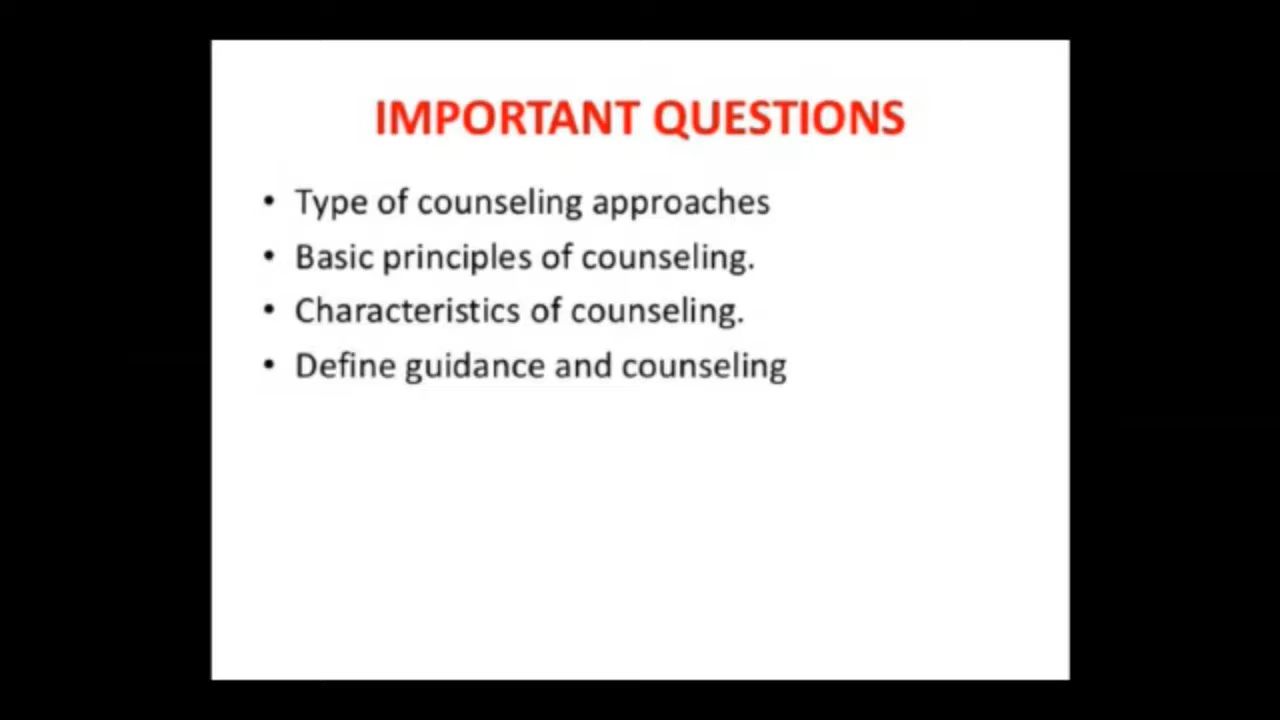 IMPORTANT QUESTIONS
• Type of counseling approaches
• Basic principles of counseling.
• Characteristics of counseling.
• Define guidance and counseling